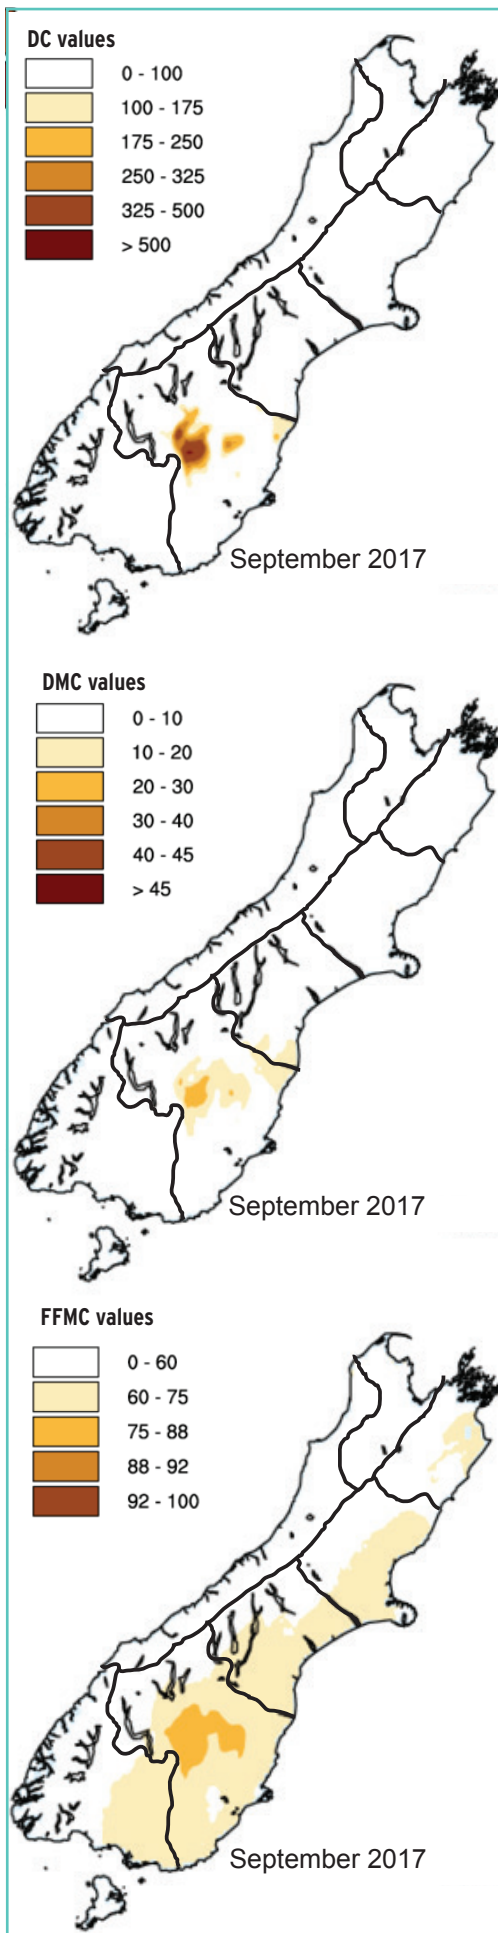 DC values
0 - 100
100 - 175
175 - 250
250 - 325
325 - 500
> 500
September 2017
DMC values
0 - 10
10 - 20
20 - 30
30 - 40
40 - 45
> 45
September 2017
FFMC values
0 - 60
60 - 75
75 - 88
88 - 92
92 - 100
September 2017